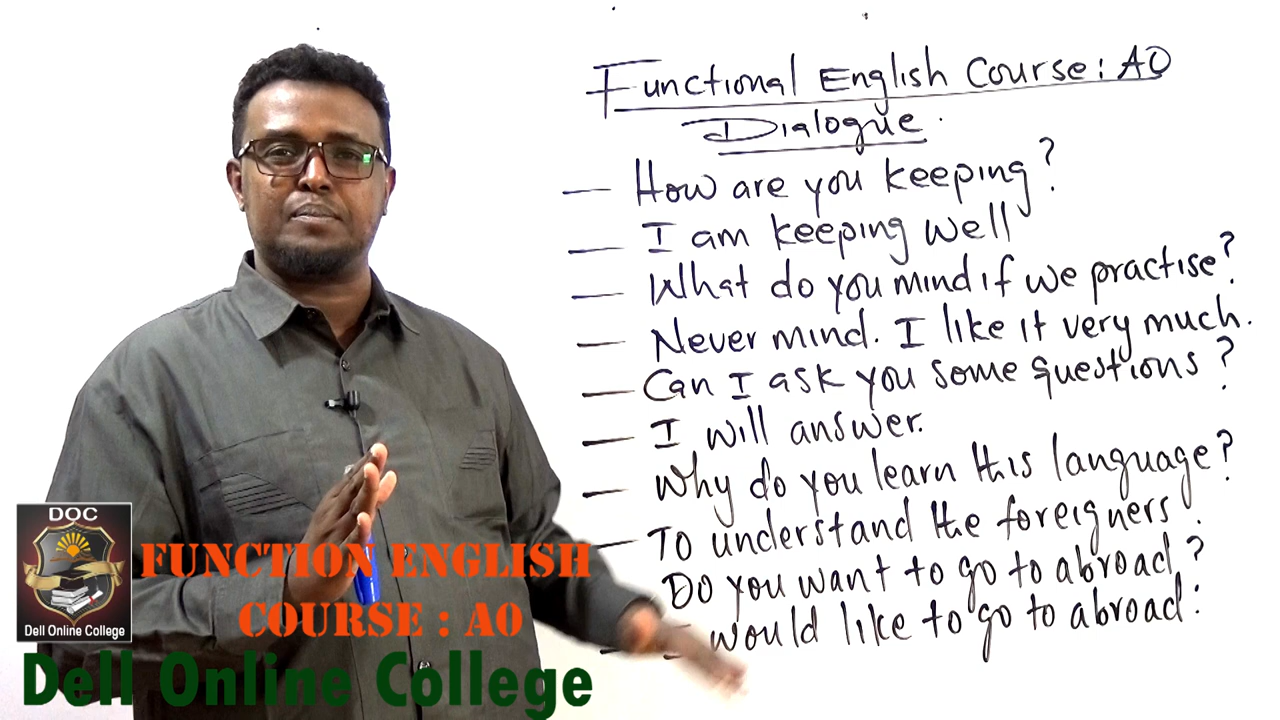 Functional English Course: A0
Dialogue.
— How are you keeping?
— I am keeping well
— What do you mind if we practise?
— Never mind. I like it very much.
— Can I ask you some questions?
— I will answer.
— Why do you learn this language?
— To understand the foreigners.
Do you want to go to abroad?
— I would like to go to abroad.
DOC
Dell Online College
FUNCTION ENGLISH
COURSE : A0
Dell Online College